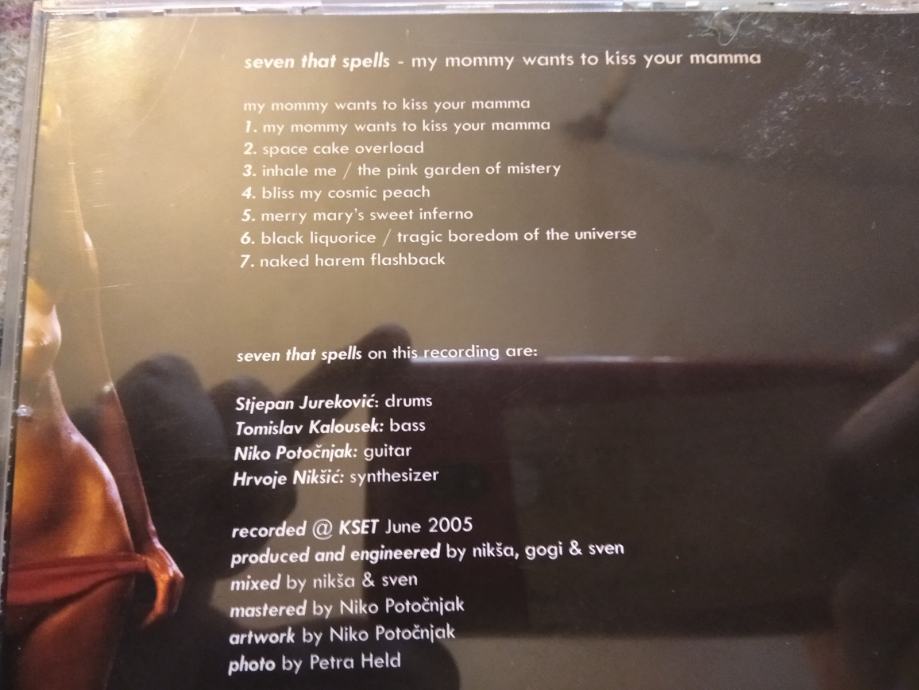 seven that spells - my mommy wants to kiss your mamma
my mommy wants to kiss your mamma
1. my mommy wants to kiss your mamma
2. space cake overload
3. inhale me / the pink garden of mistery
4. bliss my cosmic peach
5. merry mary's sweet inferno
6. black liquorice / tragic boredom of the universe
7. naked harem flashback
seven that spells on this recording are:
Stjepan Jureković: drums
Tomislav Kalousek: bass
Niko Potočnjak: guitar
Hrvoje Nikšić: synthesizer
recorded @ KSET June 2005
produced and engineered by nikša, gogi & sven
mixed by nikša & sven
mastered by Niko Potočnjak
artwork by Niko Potočnjak
photo by Petra Held